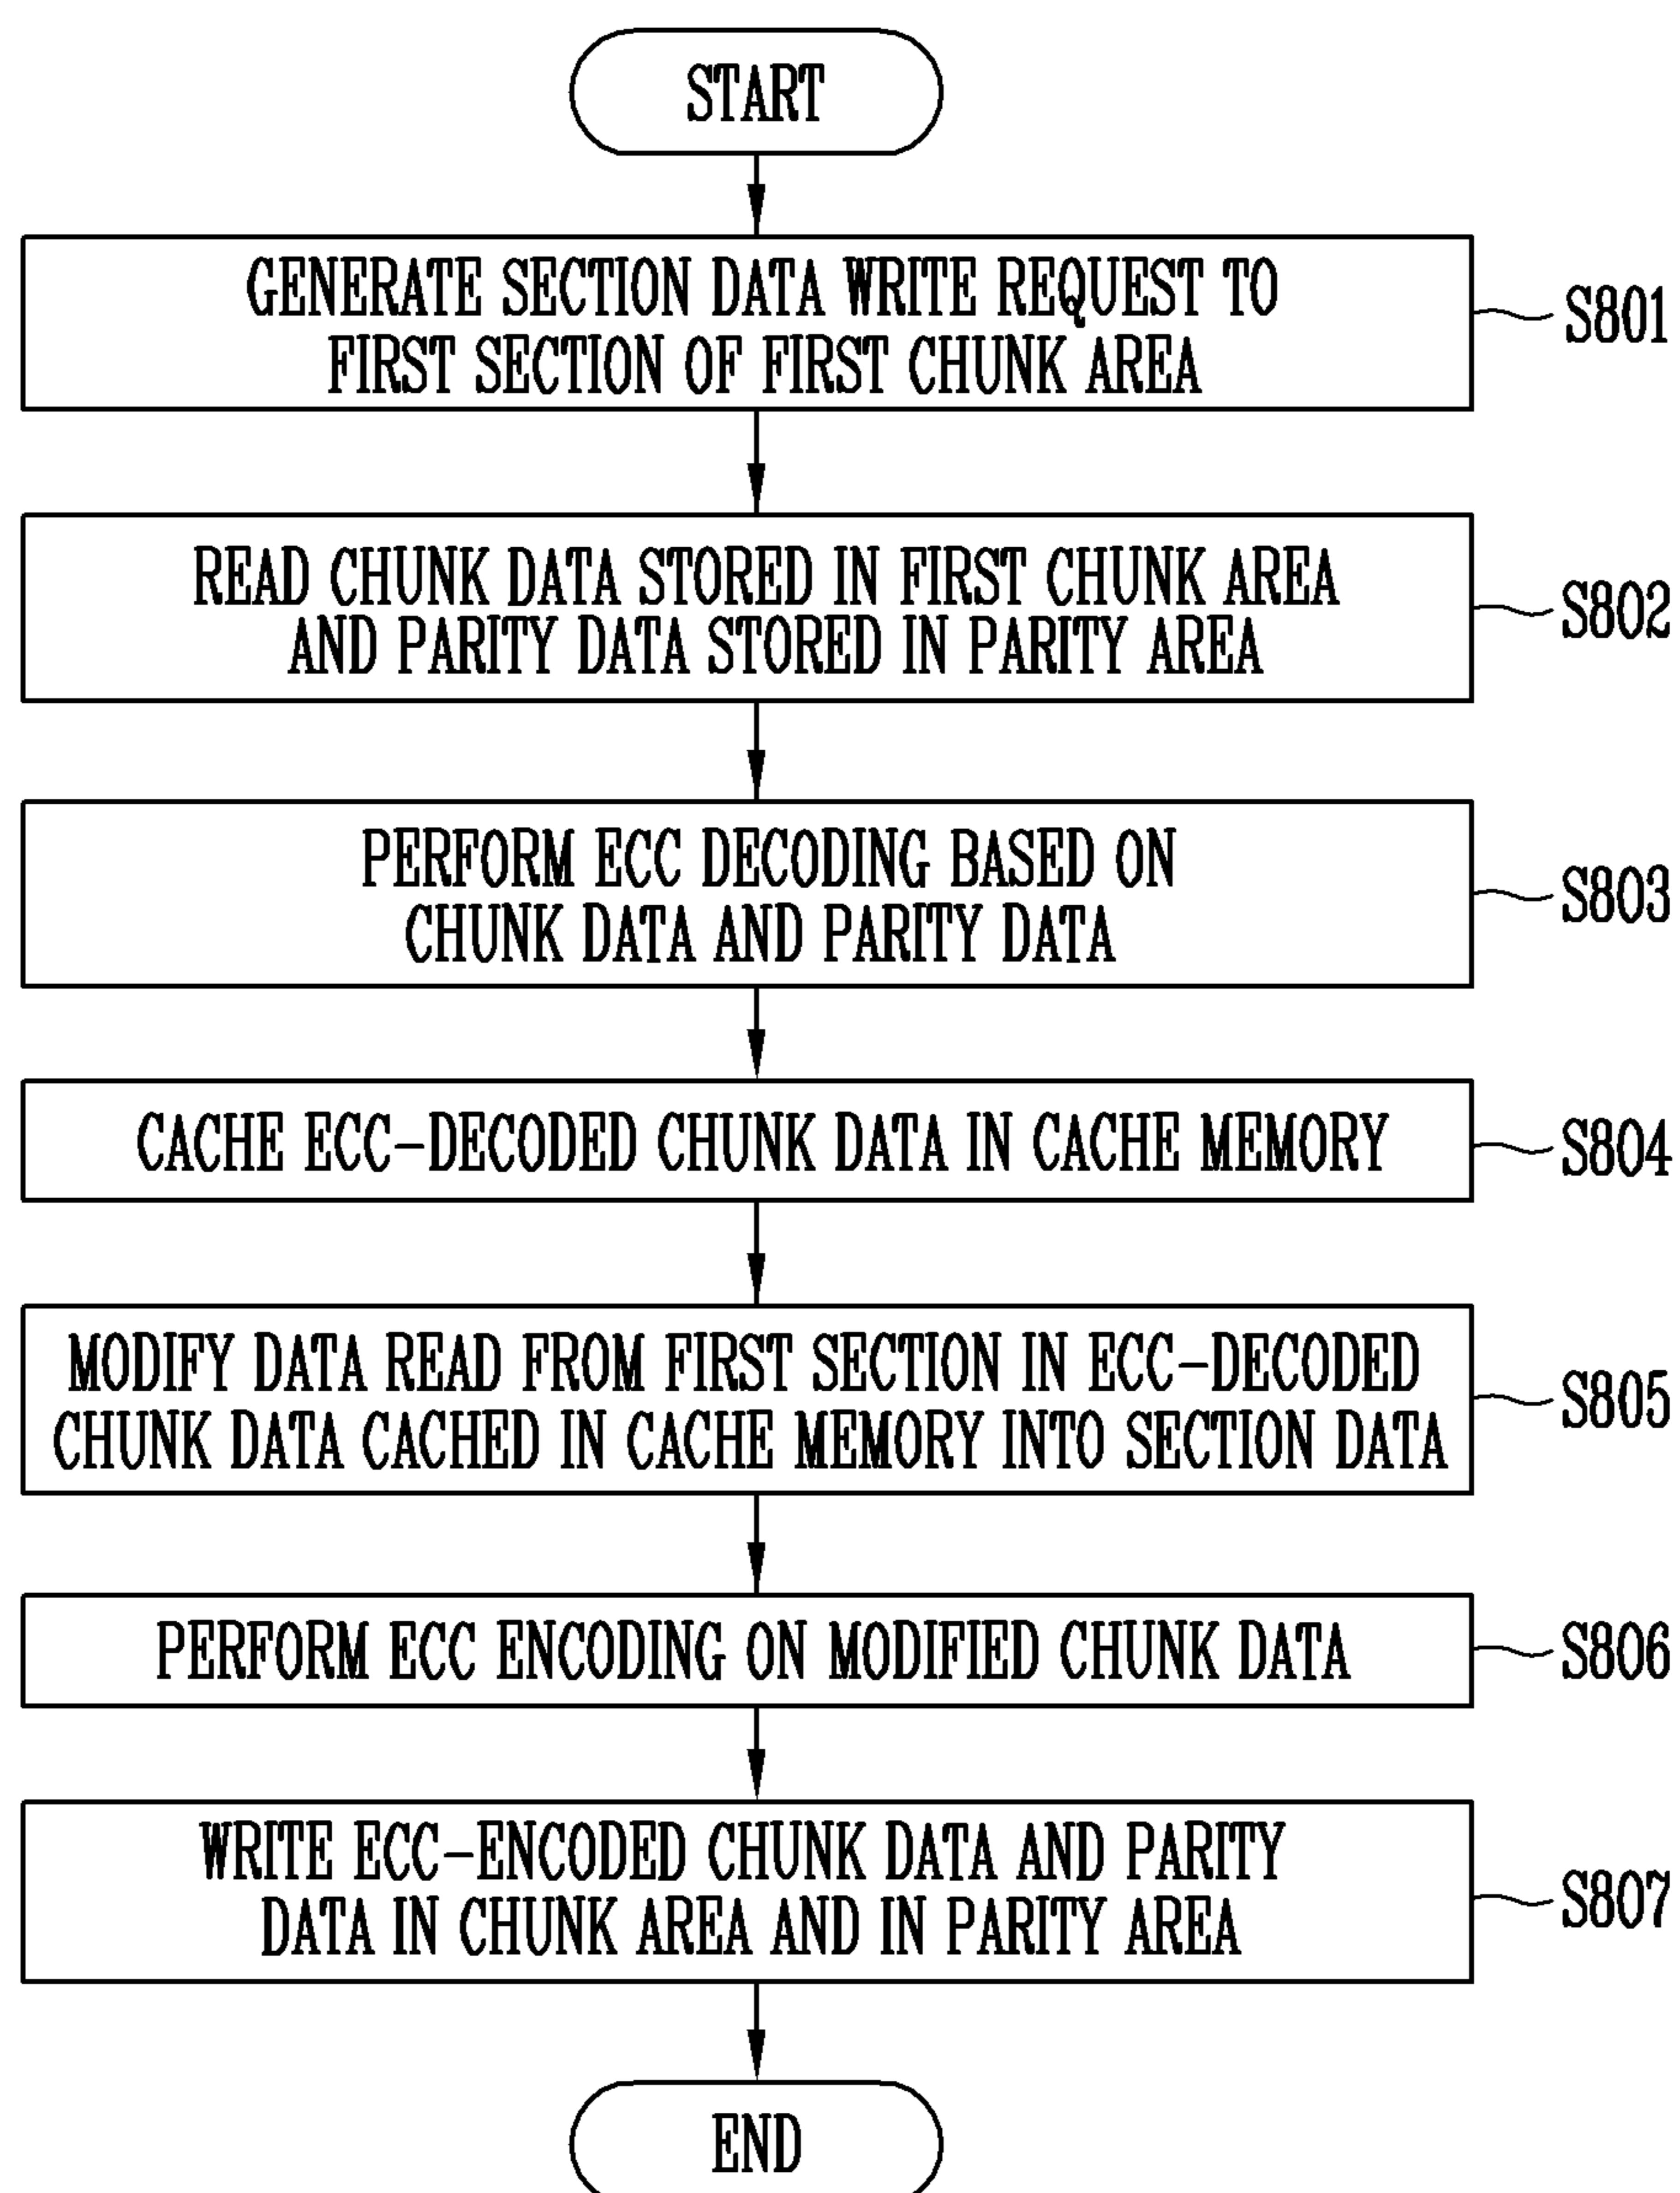 START
GENERATE SECTION DATA WRITE REQUEST TO
FIRST SECTION OF FIRST CHUNK AREA
S801
READ CHUNK DATA STORED IN FIRST CHUNK AREA
AND PARITY DATA STORED IN PARITY AREA
S802
PERFORM ECC DECODING BASED ON
CHUNK DATA AND PARITY DATA
S803
CACHE ECC-DECODED CHUNK DATA IN CACHE MEMORY
S804
MODIFY DATA READ FROM FIRST SECTION IN ECC-DECODED
CHUNK DATA CACHED IN CACHE MEMORY INTO SECTION DATA
S805
PERFORM ECC ENCODING ON MODIFIED CHUNK DATA
S806
WRITE ECC-ENCODED CHUNK DATA AND PARITY
DATA IN CHUNK AREA AND IN PARITY AREA
S807
END